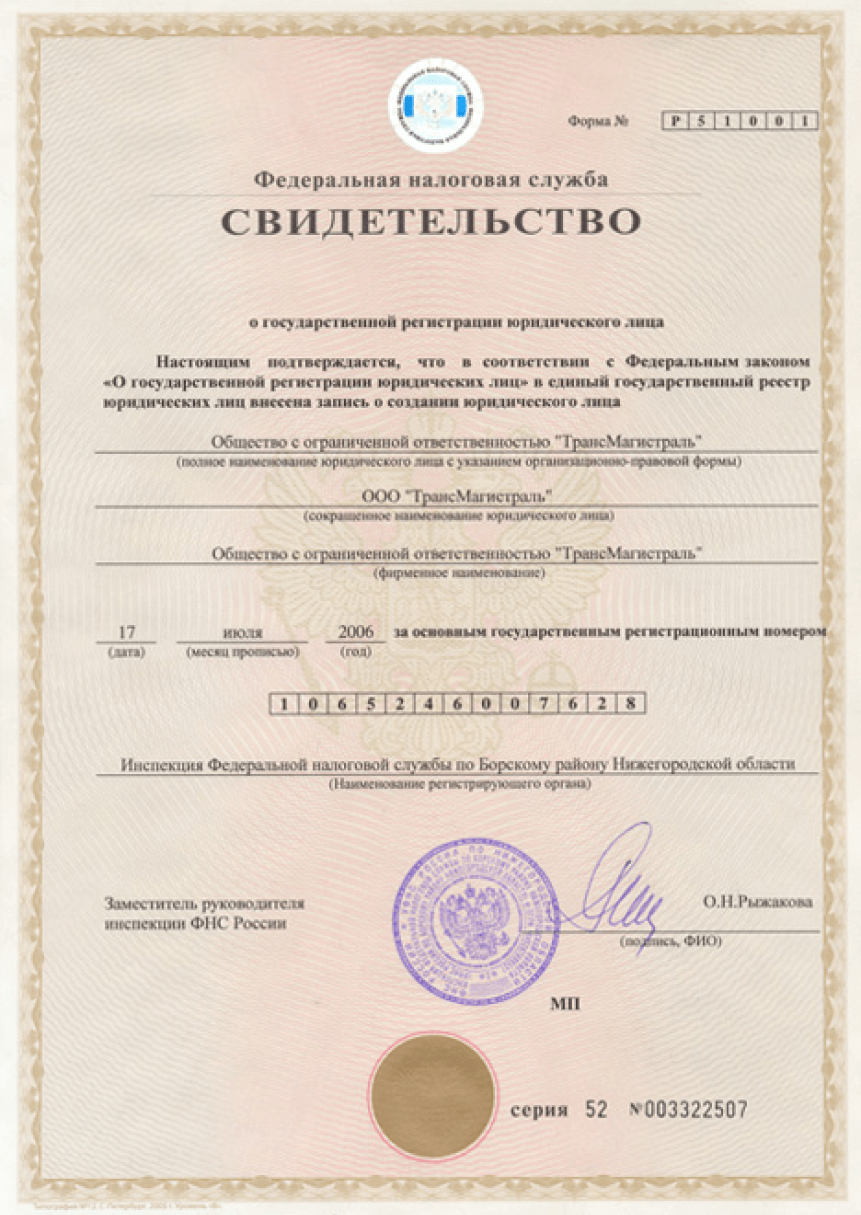 Форма № Р 5 1 0 0 1
Федеральная налоговая служба
СВИДЕТЕЛЬСТВО
о государственной регистрации юридического лица
Настоящим подтверждается, что в соответствии с Федеральным законом
«О государственной регистрации юридических лиц» в единый государственный реестр
юридических лиц внесена запись о создании юридического лица
Общество с ограниченной ответственностью "ТрансМагистраль"
(полное наименование юридического лица с указанием организационно-правовой формы)
ООО "ТрансМагистраль"
(сокращенное наименование юридического лица)
Общество с ограниченной ответственностью "ТрансМагистраль"
(фирменное наименование)
17 июля 2006 за основным государственным регистрационным номером
(дата) (месяц прописью) (год)
1 0 6 5 2 4 6 0 0 7 6 2 8
Инспекция Федеральной налоговой службы по Борскому району Нижегородской области
(Наименование регистрирующего органа)
Заместитель руководителя
инспекции ФНС России
О.Н.Рыжакова
(подпись, ФИО)
МП
серия 52 №003322507